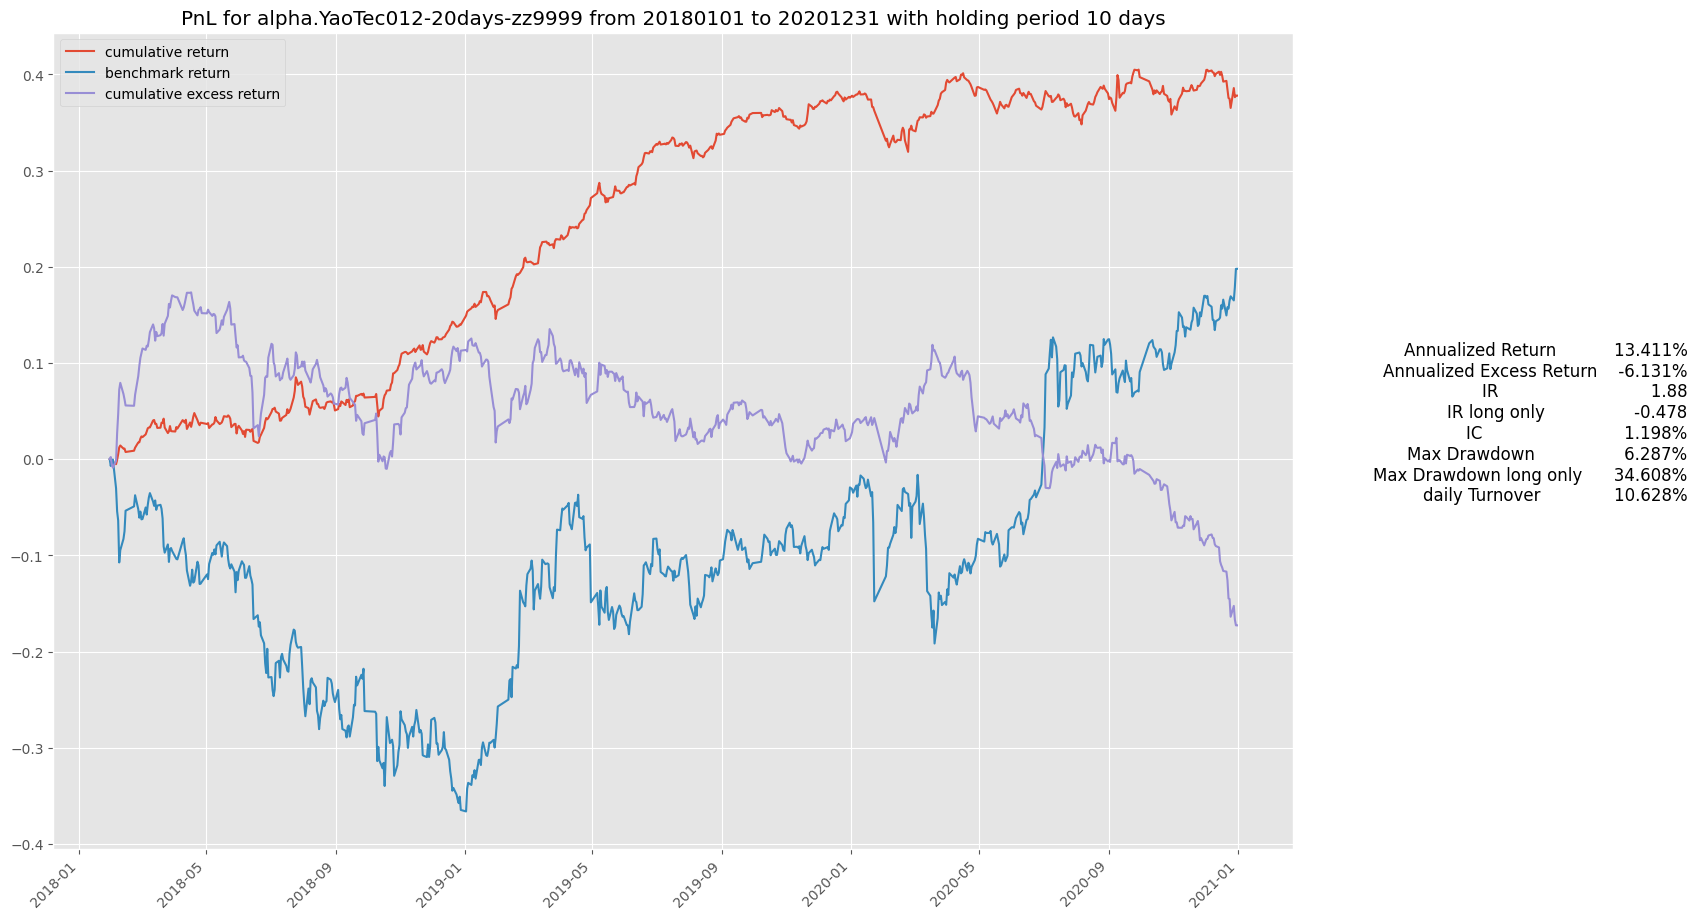 PnL for alpha.YaoTec012-20days-zz9999 from 20180101 to 20201231 with holding period 10 days
cumulative return
benchmark return
cumulative excess return
0.4
0.3
0.2
0.1
0.0
−0.1
−0.2
−0.3
−0.4
2018-01
2018-05
2018-09
2019-01
2019-05
2019-09
2020-01
2020-05
2020-09
2021-01
Annualized Return 13.411%
Annualized Excess Return -6.131%
IR 1.88
IR long only -0.478
IC 1.198%
Max Drawdown 6.287%
Max Drawdown long only 34.608%
daily Turnover 10.628%